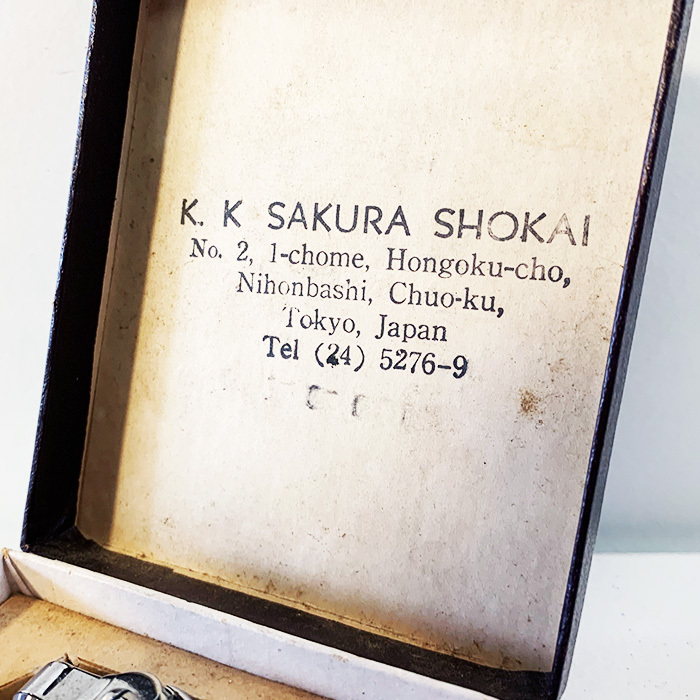 K. K SAKURA SHOKAI
No. 2, 1-chome, Hongoku-cho,
Nihonbashi, Chuo-ku,
Tokyo, Japan
Tel (24) 5276-9